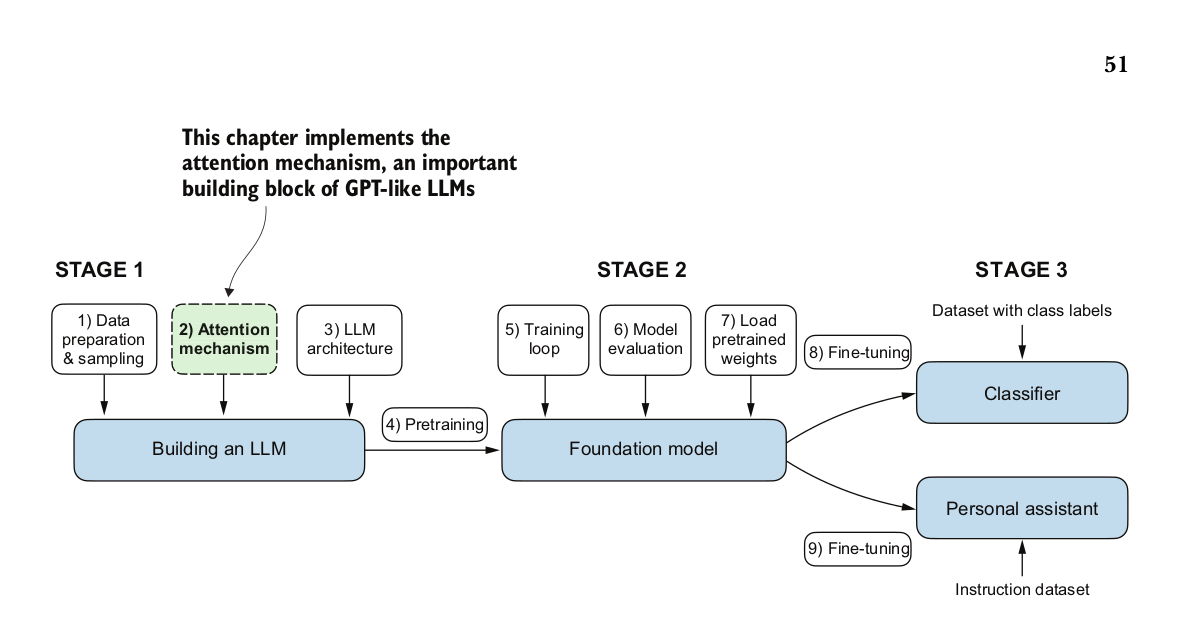 51
This chapter implements the
attention mechanism, an important
building block of GPT-like LLMs
STAGE 1
STAGE 2
STAGE 3
1) Data
preparation
& sampling
2) Attention
mechanism
3) LLM
architecture
4) Pretraining
Building an LLM
5) Training
loop
6) Model
evaluation
7) Load
pretrained
weights
Foundation model
8) Fine-tuning
Dataset with class labels
Classifier
Personal assistant
9) Fine-tuning
Instruction dataset